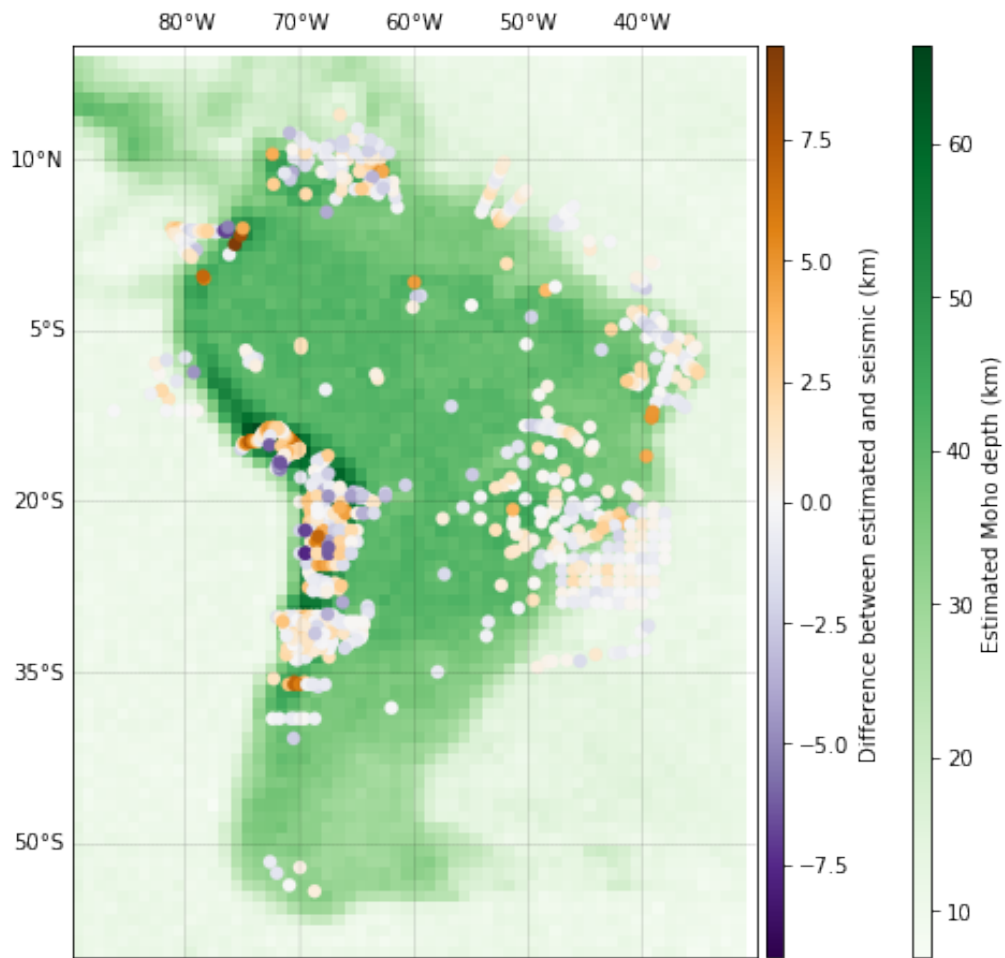 80°W 70°W 60°W 50°W 40°W
10°N
5°S
20°S
35°S
50°S
7.5
5.0
2.5
0.0
−2.5
−5.0
−7.5
Difference between estimated and seismic (km)
60
50
40
30
20
10
Estimated Moho depth (km)